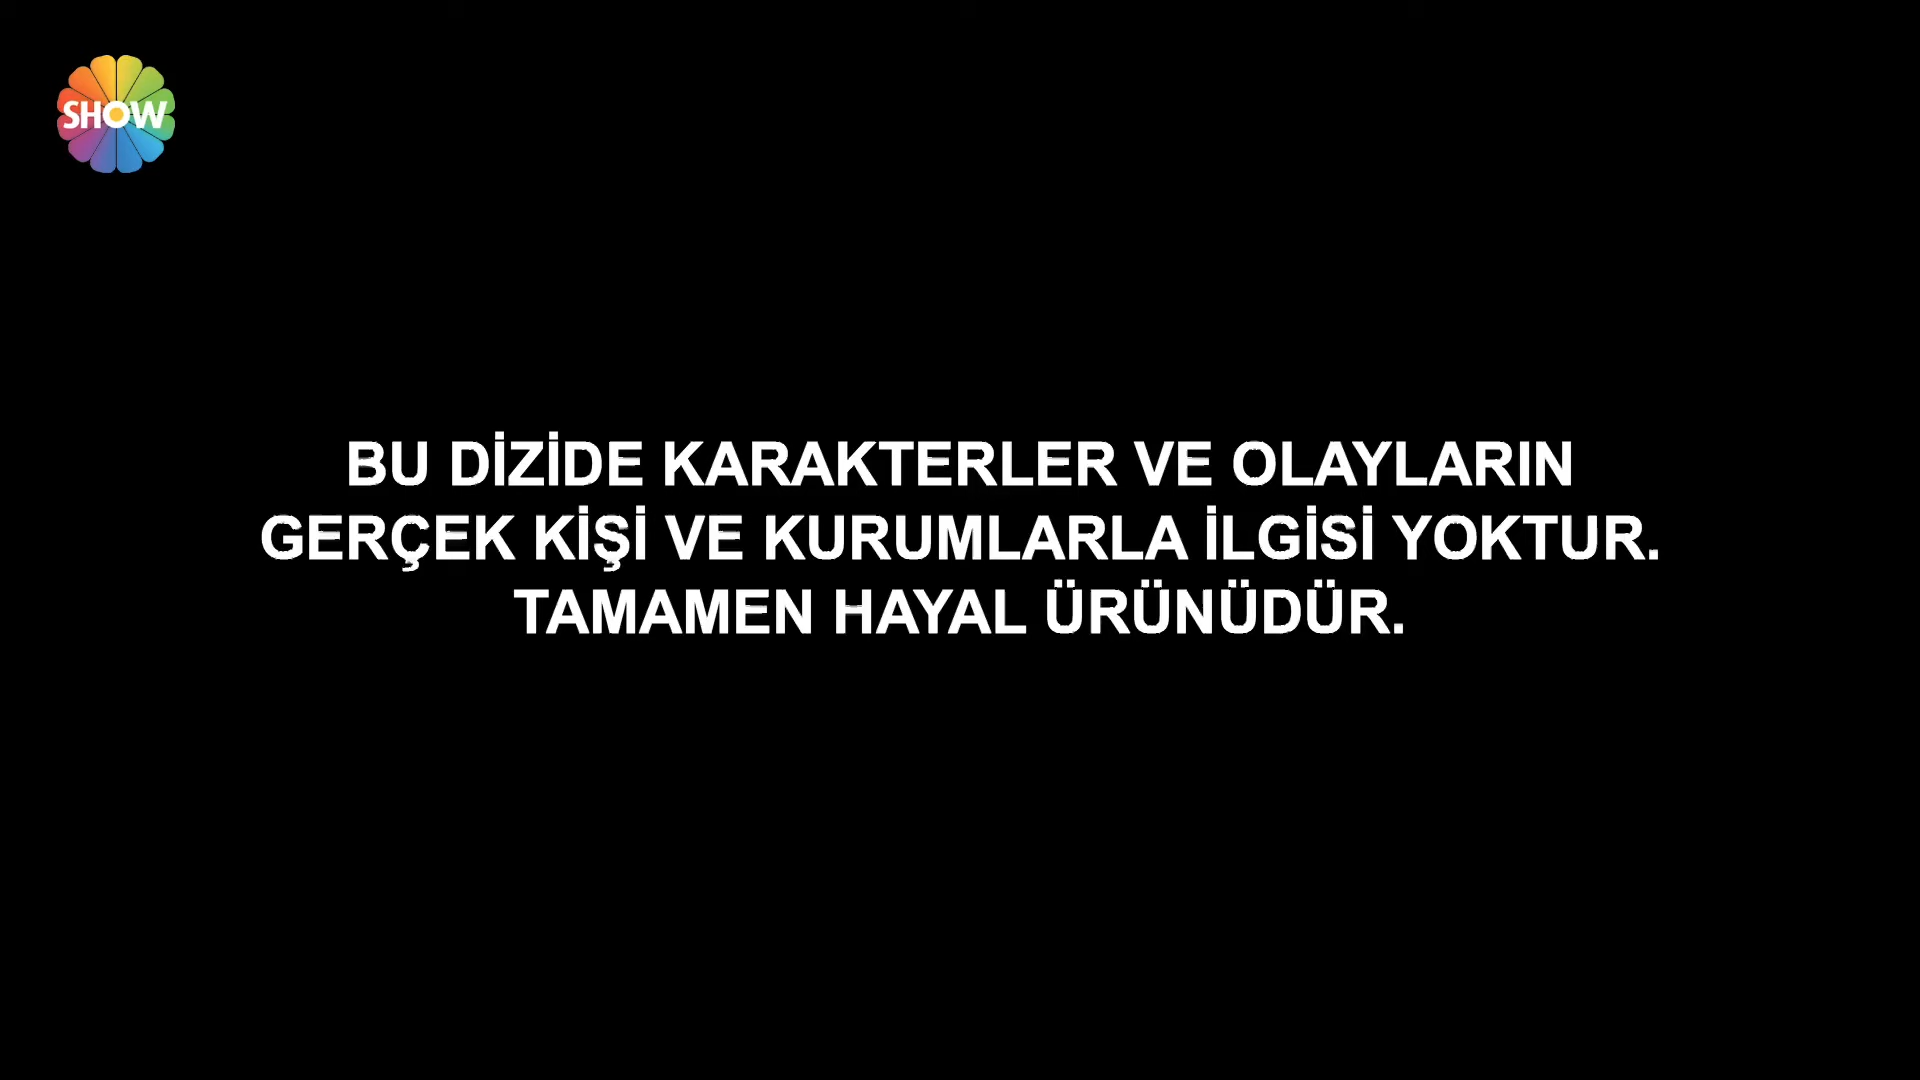 SHOW
BU DİZİDE KARAKTERLER VE OLAYLARIN
GERÇEK KİŞİ VE KURUMLARLA İLGİSİ YOKTUR.
TAMAMEN HAYAL ÜRÜNÜDÜR.